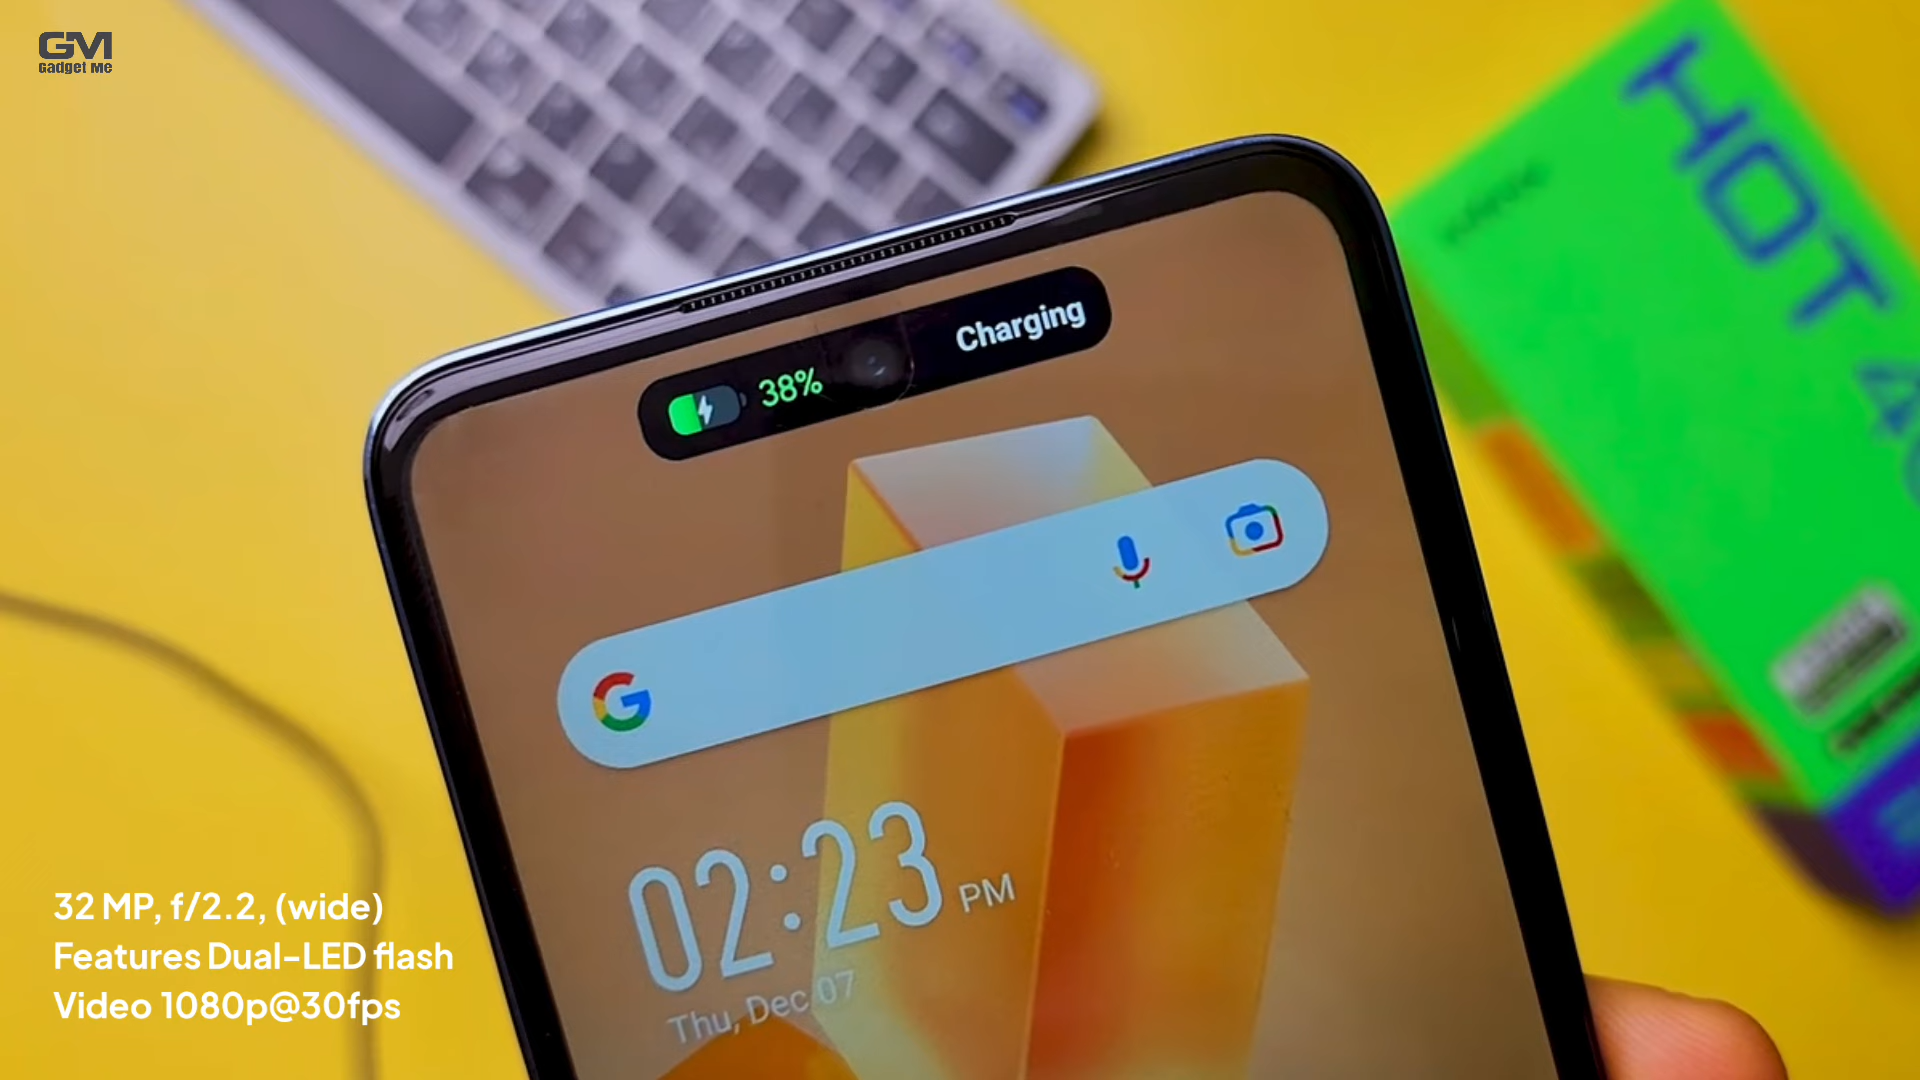 GM
Gadget Me
HOT 40
38%
Charging
G
02:23 PM
Thu, Dec 07
32 MP, f/2.2, (wide)
Features Dual-LED flash
Video 1080p@30fps